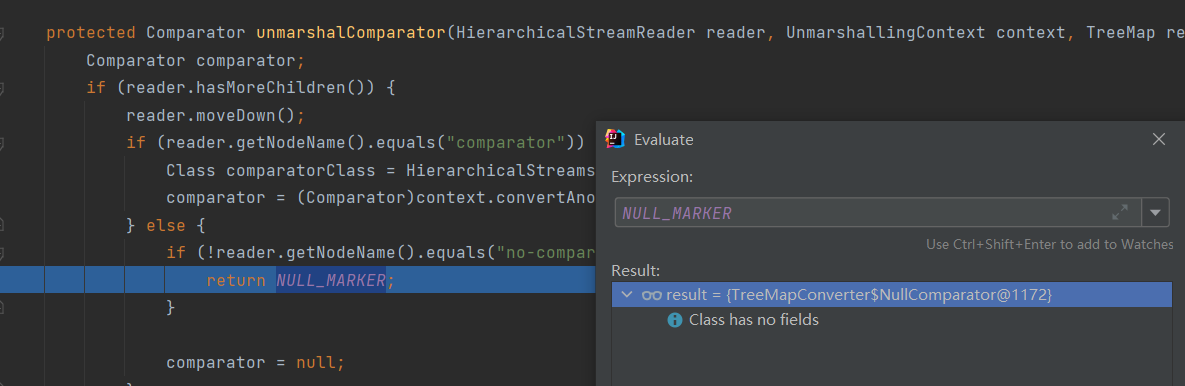 protected Comparator unmarshalComparator(HierarchicalStreamReader reader, UnmarshallingContext context, TreeMap re
Comparator comparator;
if (reader.hasMoreChildren()) {
reader.moveDown();
if (reader.getNodeName().equals("comparator"))
Class comparatorClass = HierarchicalStreams
comparator = (Comparator)context.convertAno
} else {
if (!reader.getNodeName().equals("no-compar
return NULL_MARKER;
}
comparator = null;
}
Evaluate
Expression:
NULL_MARKER
Use Ctrl+Shift+Enter to add to Watches
Result:
result = {TreeMapConverter$NullComparator@1172}
Class has no fields